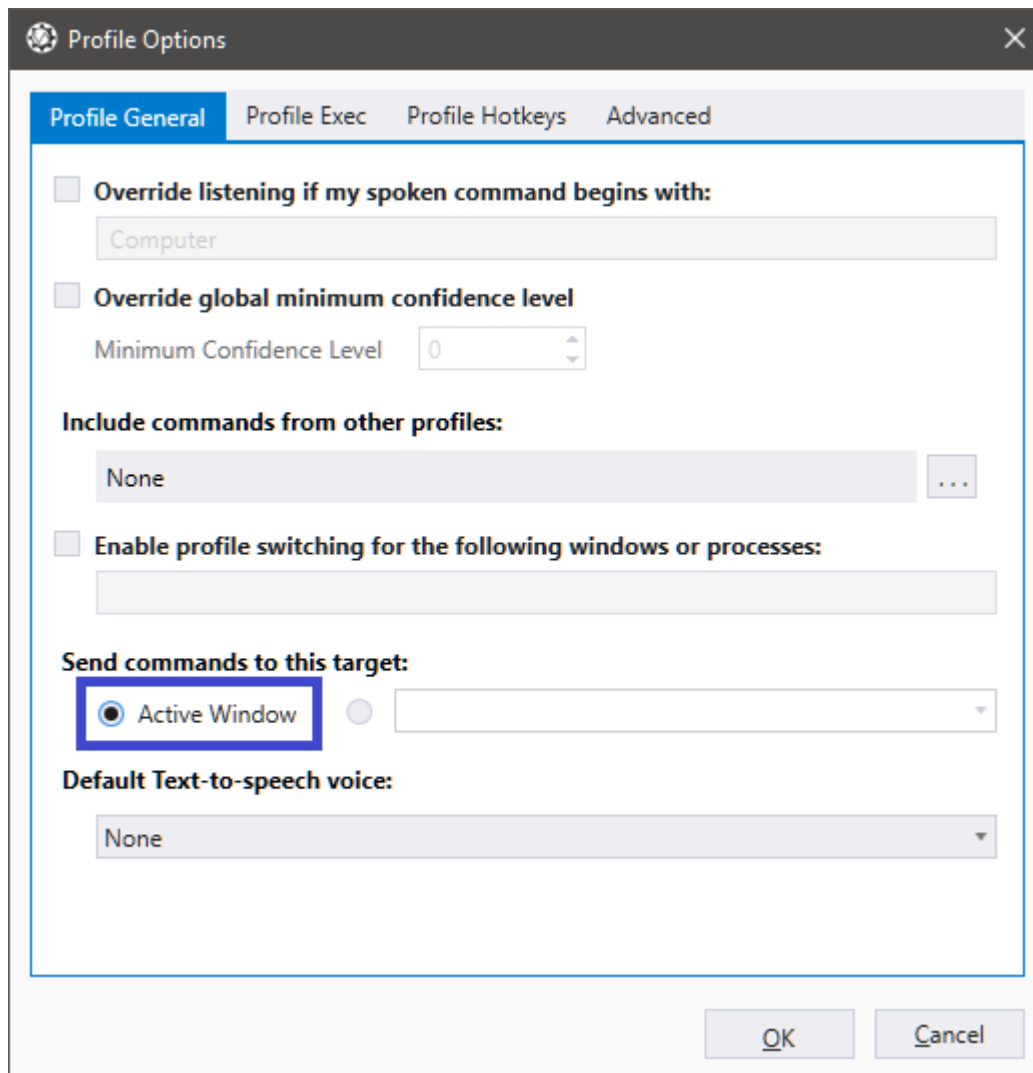 Profile Options
Profile General Profile Exec Profile Hotkeys Advanced
Override listening if my spoken command begins with:
Computer
Override global minimum confidence level
Minimum Confidence Level 0
Include commands from other profiles:
None ...
Enable profile switching for the following windows or processes:
Send commands to this target:
Active Window
Default Text-to-speech voice:
None
OK Cancel